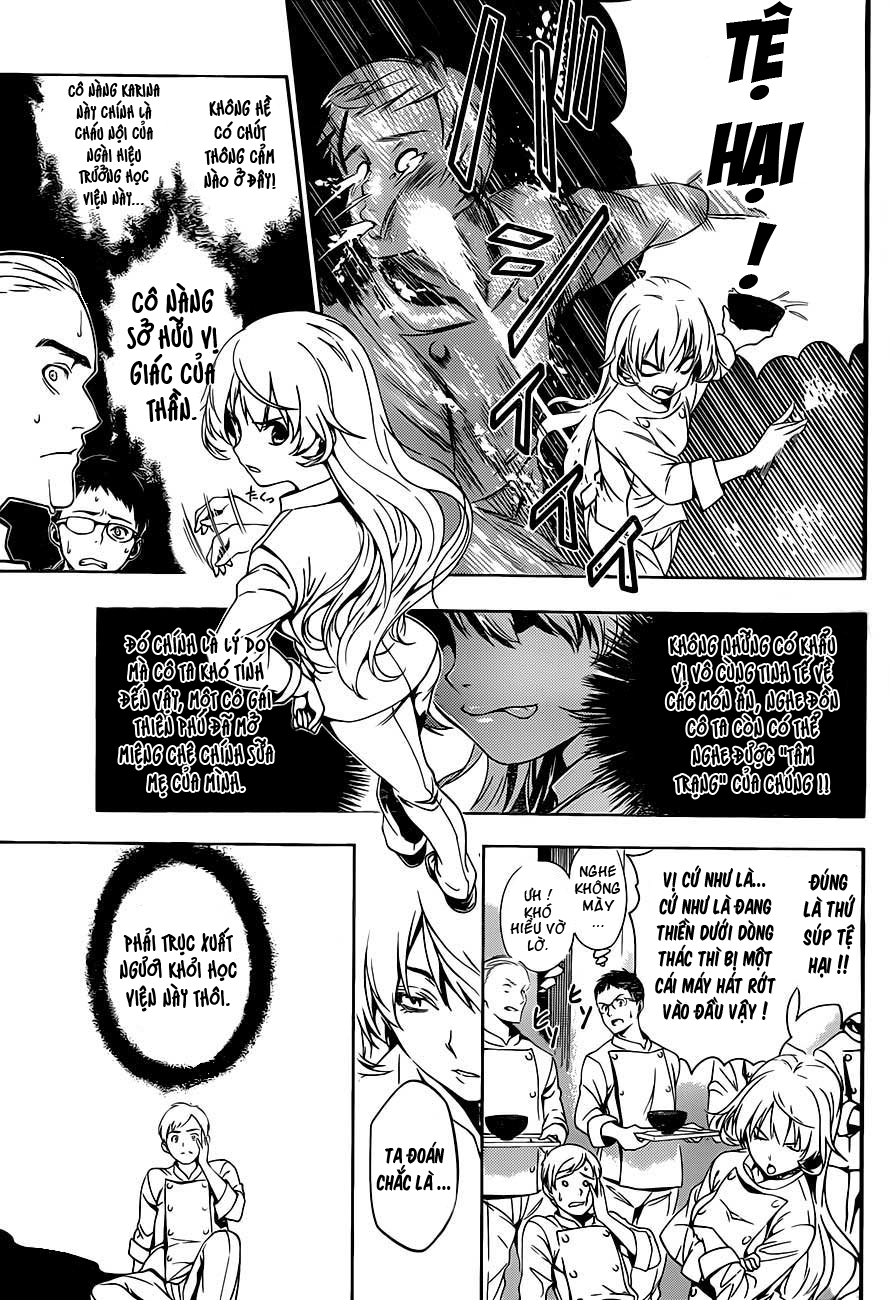 TỆ
HẠI
!
KHÔNG HỀ
CÓ CHÚT
THÔNG CẢM
NÀO Ở ĐÂY!
CÔ NÀNG KARINA
NÀY CHÍNH LÀ
CHÁU NỘI CỦA
NGÀI HIỆU
TRƯỞNG HỌC
VIỆN NÀY...
CÔ NÀNG
SỞ HỮU VỊ
GIÁC CỦA
THẦN.
KHÔNG NHỮNG CÓ KHẨU
VỊ VÔ CÙNG TINH TẾ VỀ
CÁC MÓN ĂN, NGHE ĐỒN
CÔ TA CÒN CÓ THỂ
NGHE ĐƯỢC "TÂM
TRẠNG" CỦA CHÚNG !!
ĐÓ CHÍNH LÀ LÝ DO
MÀ CÔ TA KHÓ TÍNH
ĐẾN VẬY, MỘT CÔ GÁI
THIÊN PHÚ ĐÃ MỞ
MIỆNG CHÊ CHÍNH SỮA
MẸ CỦA MÌNH.
ĐÚNG
LÀ THỨ
SÚP TỆ
HẠI !!
VỊ CỨ NHƯ LÀ...
CỨ NHƯ LÀ ĐANG
THIỀN DƯỚI DÒNG
THÁC THÌ BỊ MỘT
CÁI MÁY HÁT RỚT
VÀO ĐẦU VẬY !
NGHE
KHÔNG
MÀY
...
ƯH !
KHÓ
HIỂU VỜ
LỜ.
TA ĐOÁN
CHẮC LÀ ...
PHẢI TRỤC XUẤT
NGƯƠI KHỎI HỌC
VIỆN NÀY THÔI.